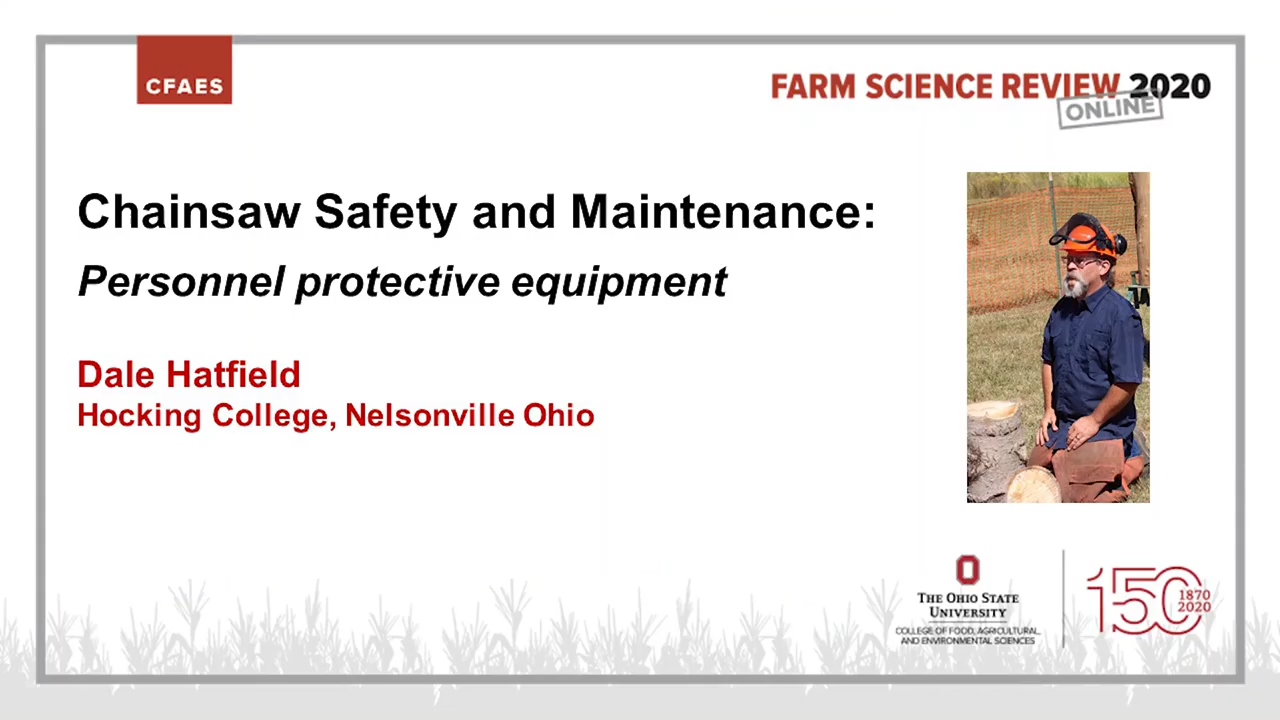 CFAES
FARM SCIENCE REVIEW 2020
ONLINE
Chainsaw Safety and Maintenance:
Personnel protective equipment
Dale Hatfield
Hocking College, Nelsonville Ohio
THE OHIO STATE
UNIVERSITY
COLLEGE OF FOOD, AGRICULTURAL,
AND ENVIRONMENTAL SCIENCES
150
1870
2020